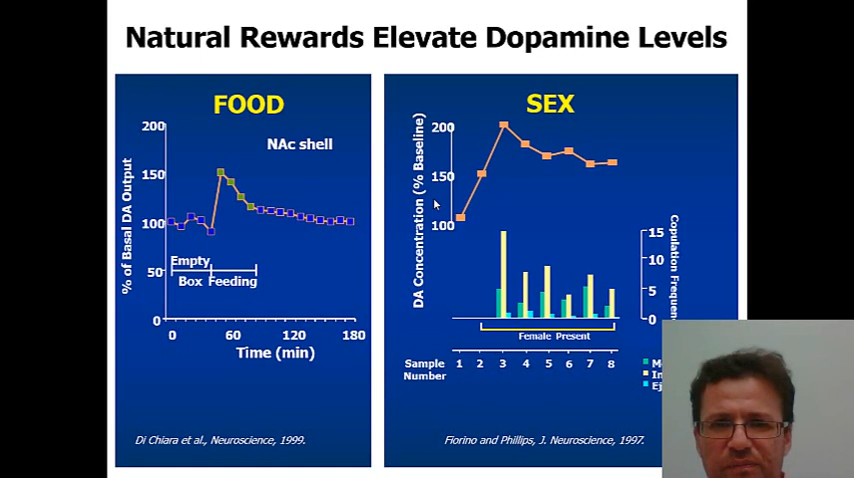 Natural Rewards Elevate Dopamine Levels
FOOD
200
150
100
50
0
% of Basal DA Output
NAc shell
Empty
Box Feeding
0 60 120 180
Time (min)
Di Chiara et al., Neuroscience, 1999.
SEX
200
150
100
DA Concentration (% Baseline)
15
10
5
0
Copulation
Female Present
Sample
Number
1 2 3 4 5 6 7 8
Fiorino and Phillips, J. Neuroscience, 1997.